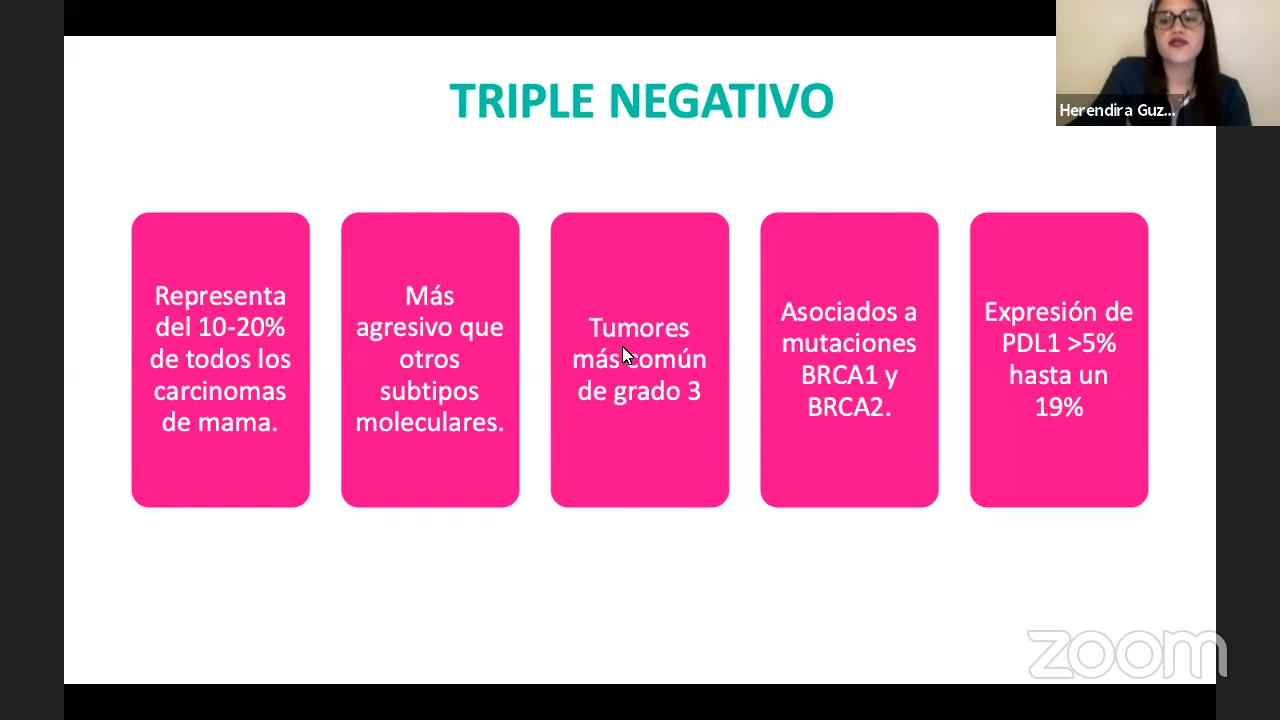 TRIPLE NEGATIVO
Herendira Guz...
Representa
del 10-20%
de todos los
carcinomas
de mama.
Más
agresivo que
otros
subtipos
moleculares.
Tumores
más común
de grado 3
Asociados a
mutaciones
BRCA1 y
BRCA2.
Expresión de
PDL1 >5%
hasta un
19%
zoom